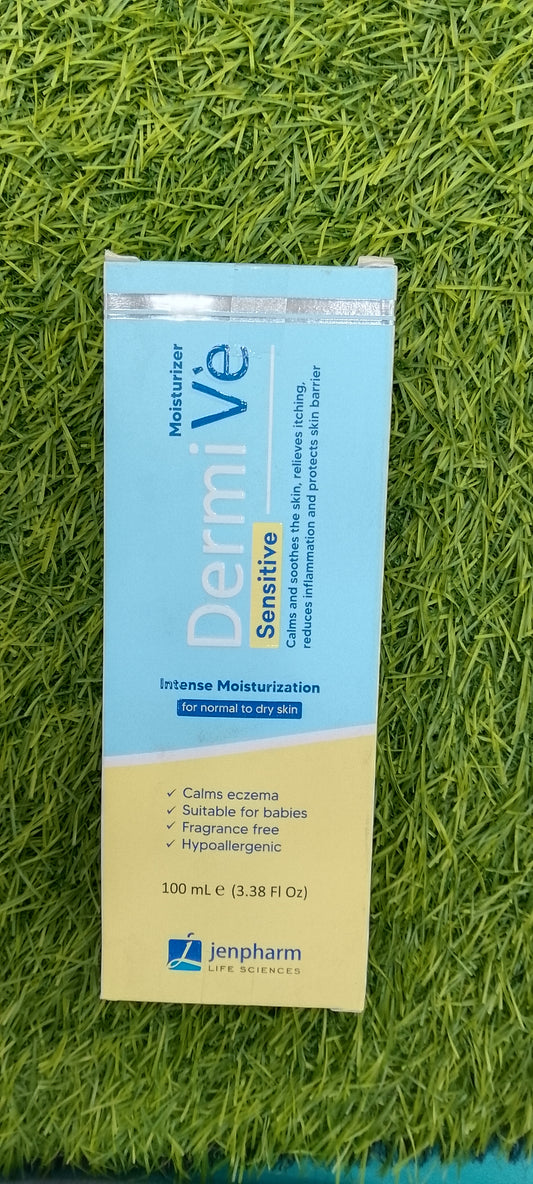 Moisturizer
Dermi Vè
Sensitive
Calms and soothes the skin, relieves itching,
reduces inflammation and protects skin barrier
Intense Moisturization
for normal to dry skin
✓ Calms eczema
✓ Suitable for babies
✓ Fragrance free
✓ Hypoallergenic
100 mL e (3.38 Fl Oz)
jenpharm
LIFE SCIENCES